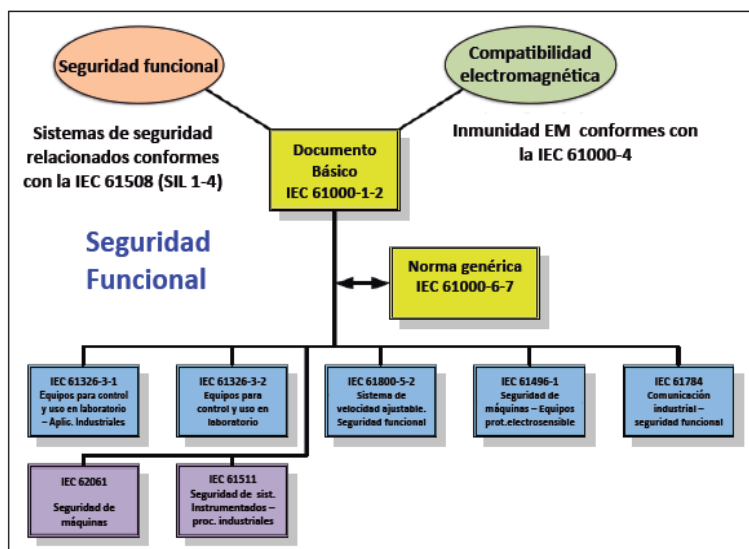 Seguridad funcional
Compatibilidad
electromagnética
Sistemas de seguridad
relacionados conformes
con la IEC 61508 (SIL 1-4)
Documento
Básico
IEC 61000-1-2
Inmunidad EM conformes con
la IEC 61000-4
Seguridad
Funcional
Norma genérica
IEC 61000-6-7
IEC 61326-3-1
Equipos para control
y uso en laboratorio
– Aplic. Industriales
IEC 61326-3-2
Equipos para
control y uso en
laboratorio
IEC 61800-5-2
Sistema de
velocidad ajustable.
Seguridad funcional
IEC 61496-1
Seguridad de
máquinas – Equipos
prot.electrosensible
IEC 61784
Comunicación
industrial –
seguridad funcional
IEC 62061
Seguridad de
máquinas
IEC 61511
Seguridad de sist.
Instrumentados –
proc. industriales